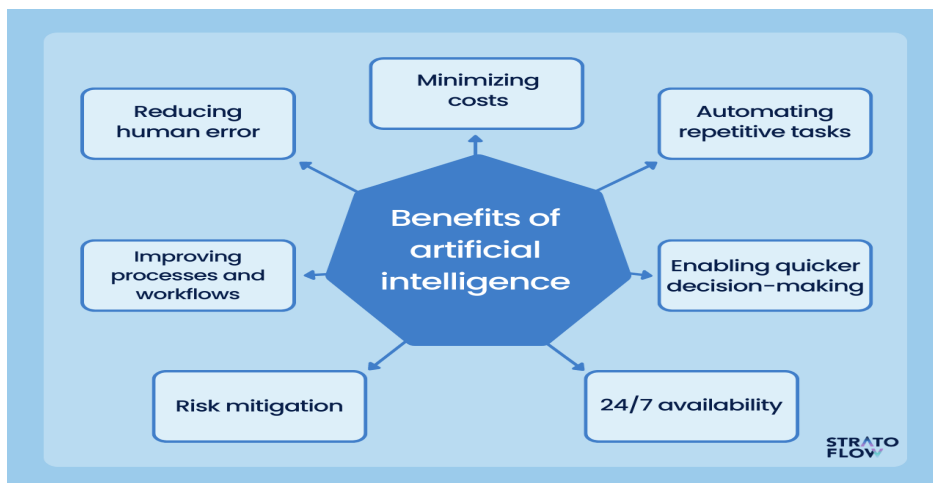 Minimizing
costs
Reducing
human error
Automating
repetitive tasks
Benefits of
artificial
intelligence
Improving
processes and
workflows
Enabling quicker
decision-making
Risk mitigation
24/7 availability
STRATO
FLOW